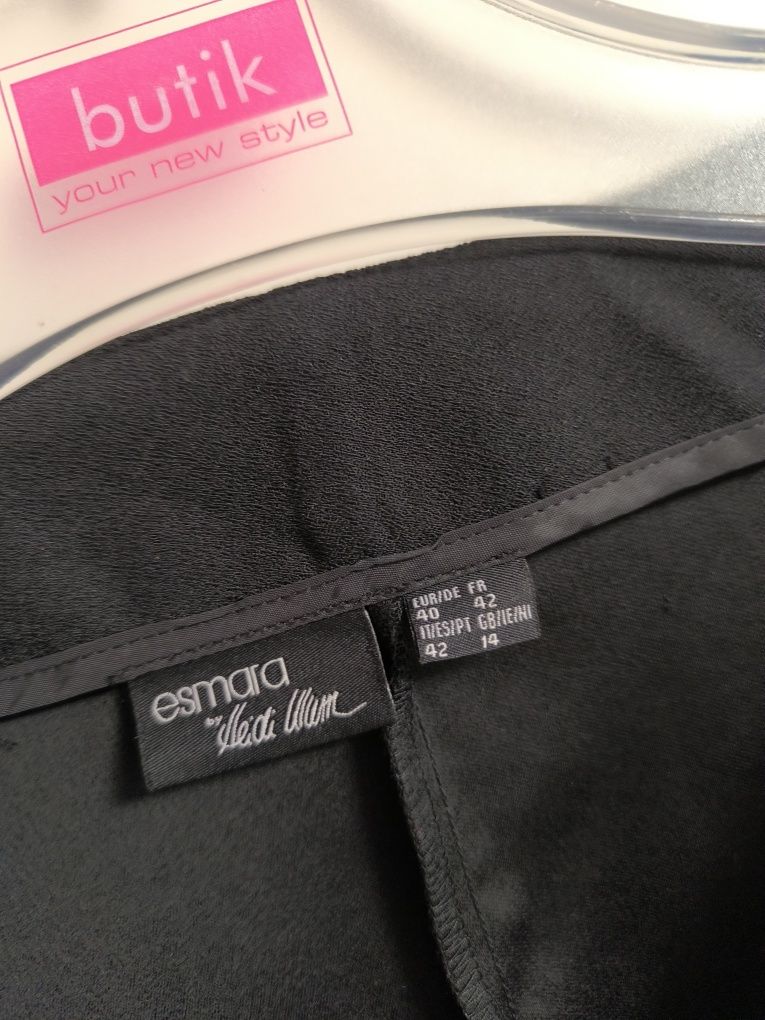 butik
your new style
EUR/DE FR
40 42
IT/ES/PT GB/IE/NI
42 14
esmara
by Heidi Klum